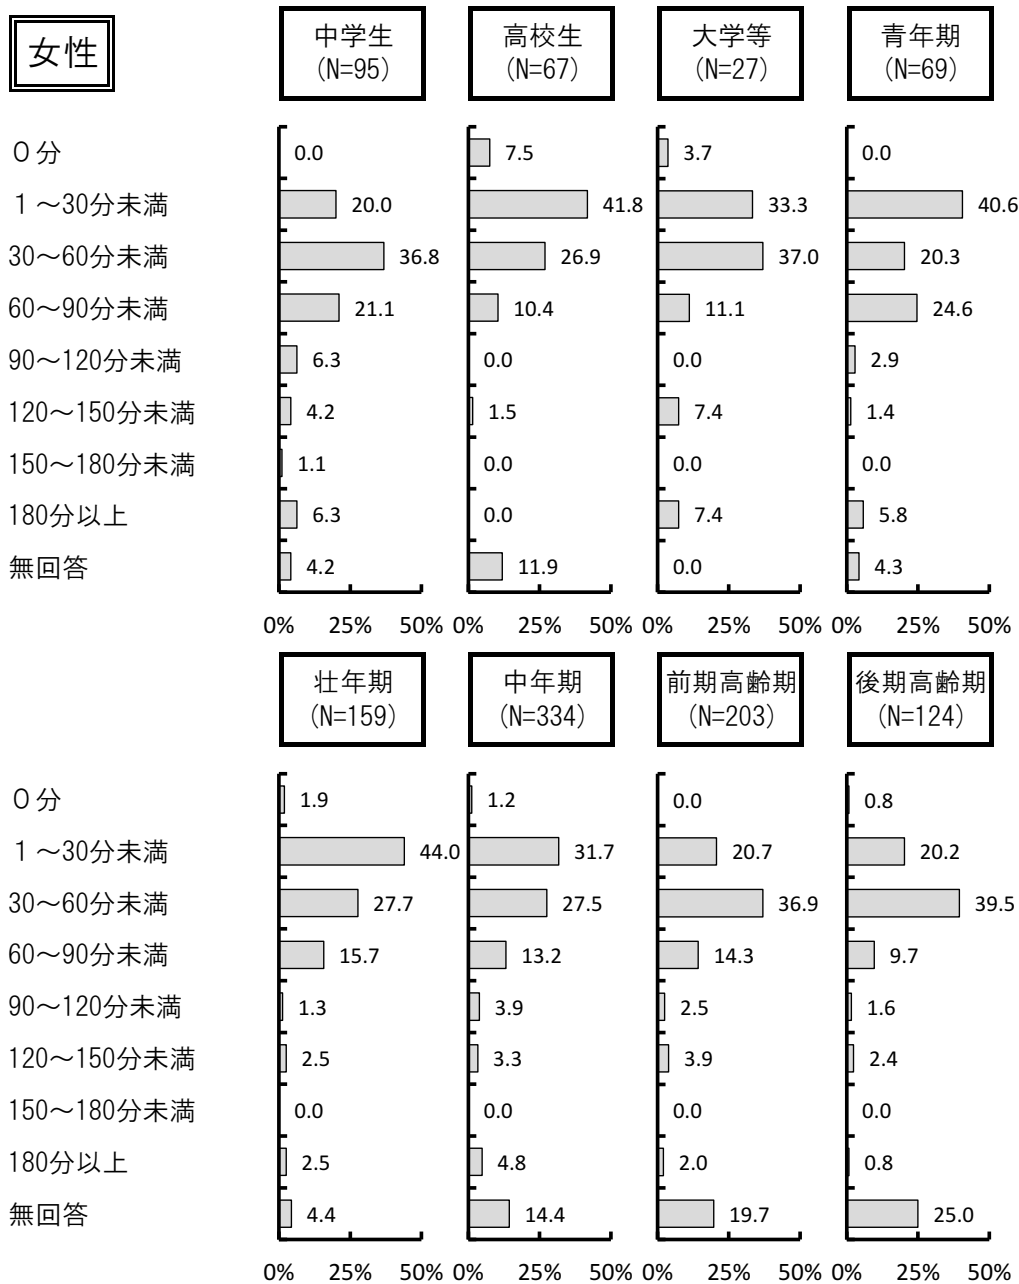 女性
中学生 高校生 大学等 青年期
(N=95) (N=67) (N=27) (N=69)
０分 0.0 7.5 3.7 0.0
１～30分未満 20.0 41.8 33.3 40.6
30～60分未満 36.8 26.9 37.0 20.3
60～90分未満 21.1 10.4 11.1 24.6
90～120分未満 6.3 0.0 0.0 2.9
120～150分未満 4.2 1.5 7.4 1.4
150～180分未満 1.1 0.0 0.0 0.0
180分以上 6.3 0.0 7.4 5.8
無回答 4.2 11.9 0.0 4.3
0% 25% 50% 0% 25% 50% 0% 25% 50% 0% 25% 50%
壮年期 中年期 前期高齢期 後期高齢期
(N=159) (N=334) (N=203) (N=124)
０分 1.9 1.2 0.0 0.8
１～30分未満 44.0 31.7 20.7 20.2
30～60分未満 27.7 27.5 36.9 39.5
60～90分未満 15.7 13.2 14.3 9.7
90～120分未満 1.3 3.9 2.5 1.6
120～150分未満 2.5 3.3 3.9 2.4
150～180分未満 0.0 0.0 0.0 0.0
180分以上 2.5 4.8 2.0 0.8
無回答 4.4 14.4 19.7 25.0
0% 25% 50% 0% 25% 50% 0% 25% 50% 0% 25% 50%